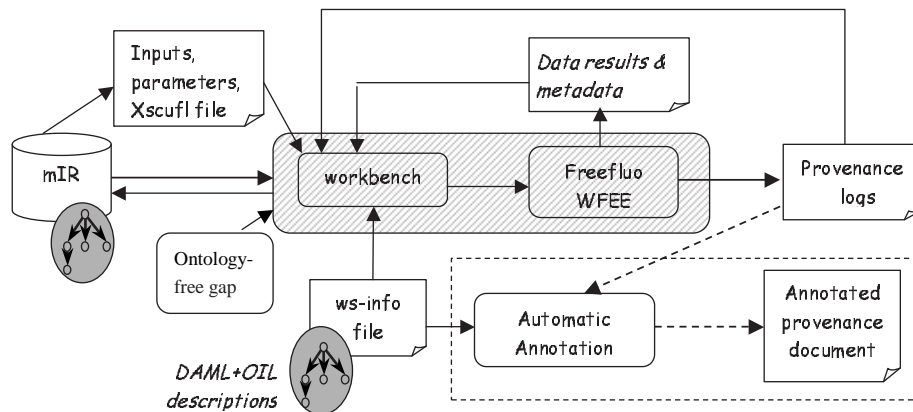 Inputs,
parameters,
Xscufl file
Data results &
metadata
mIR
workbench
Freefluo
WFEE
Provenance
logs
Ontology-
free gap
ws-info
file
Automatic
Annotation
Annotated
provenance
document
DAML+OIL
descriptions